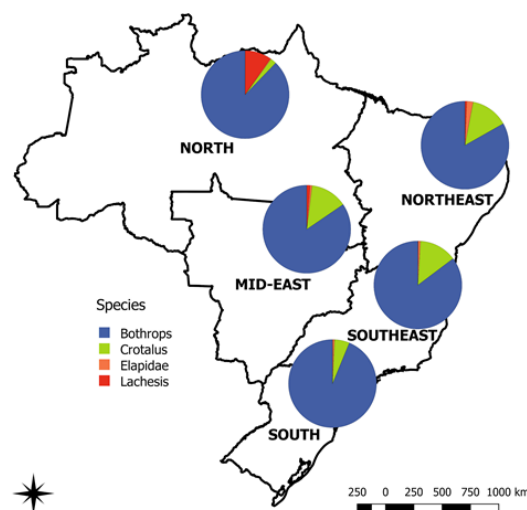 NORTH
NORTHEAST
MID-EAST
SOUTHEAST
SOUTH
Species
Bothrops
Crotalus
Elapidae
Lachesis
250 0 250 500 750 1000 km